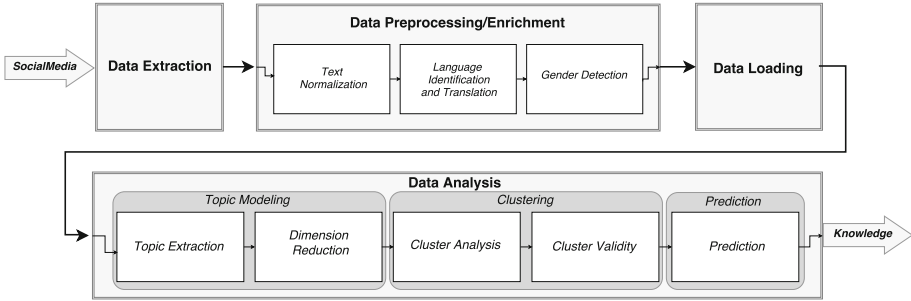 SocialMedia
Data Extraction
Data Preprocessing/Enrichment
Text
Normalization
Language
Identification
and Translation
Gender Detection
Data Loading
Data Analysis
Topic Modeling
Topic Extraction
Dimension
Reduction
Clustering
Cluster Analysis
Cluster Validity
Prediction
Prediction
Knowledge